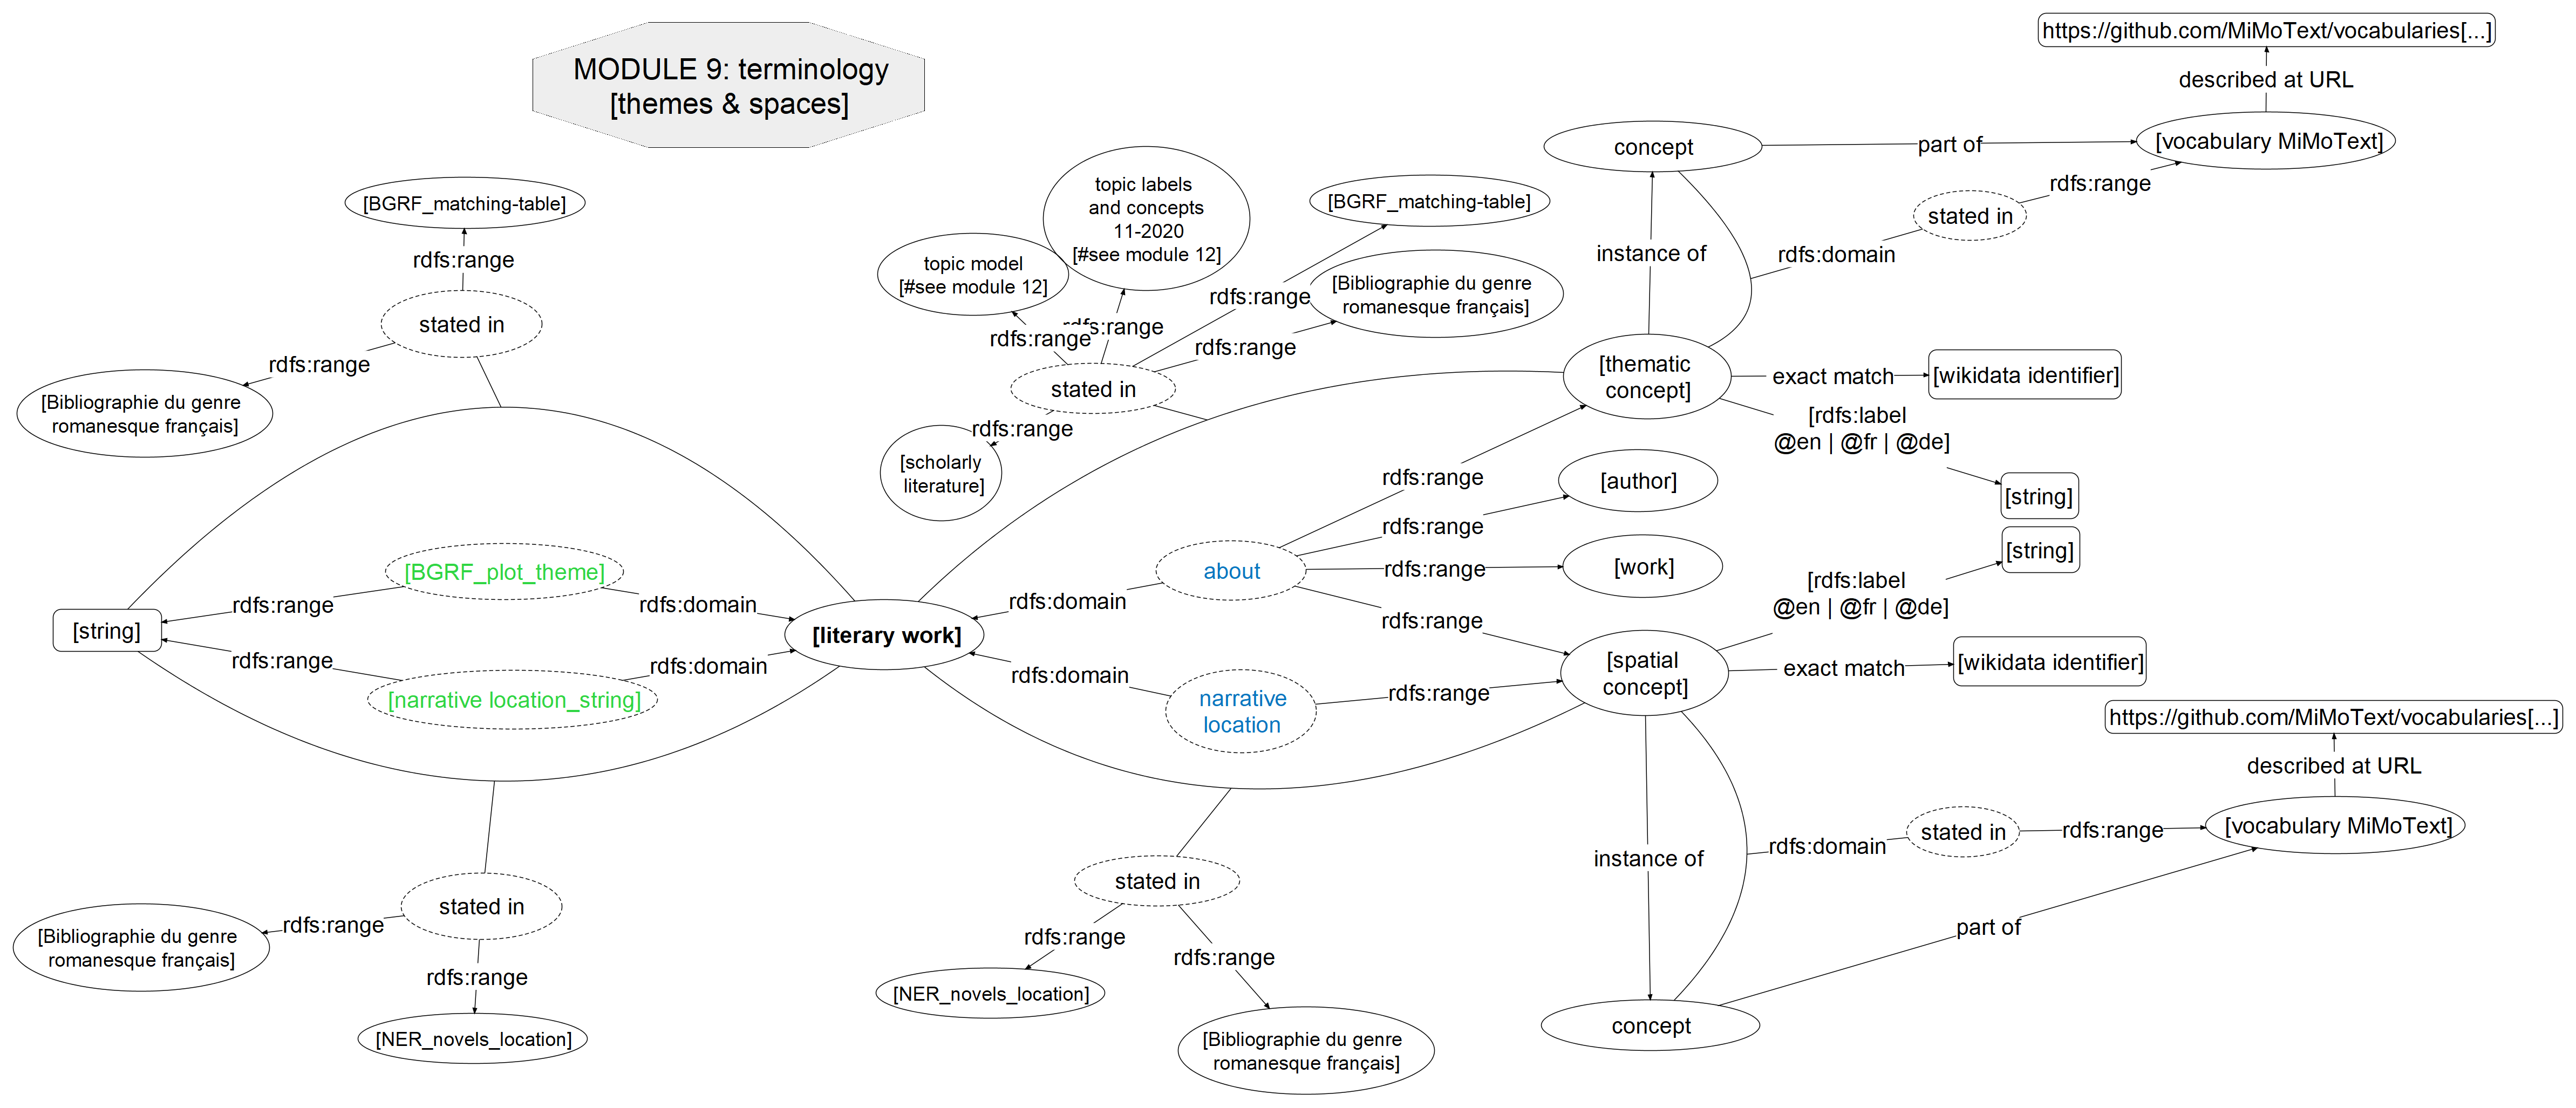 MODULE 9: terminology
[themes & spaces]
https://github.com/MiMoText/vocabularies[...]
described at URL
concept
part of
[vocabulary MiMoText]
rdfs:range
stated in
rdfs:domain
instance of
[BGRF_matching-table]
rdfs:range
stated in
rdfs:range
[Bibliographie du genre
romanesque français]
topic labels
and concepts
11-2020
[#see module 12]
topic model
[#see module 12]
[BGRF_matching-table]
[Bibliographie du genre
romanesque français]
rdfs:range
rdfs:range
rdfs:range
rdfs:range
stated in
rdfs:range
[scholarly
literature]
[thematic
concept]
exact match
[wikidata identifier]
[rdfs:label
@en | @fr | @de]
[string]
rdfs:range
[author]
rdfs:range
[string]
[BGRF_plot_theme]
about
rdfs:range
[work]
[rdfs:label
@en | @fr | @de]
rdfs:range
rdfs:domain
rdfs:domain
rdfs:range
[string]
[literary work]
rdfs:range
rdfs:domain
rdfs:domain
[spatial
concept]
exact match
[wikidata identifier]
[narrative location_string]
narrative
location
rdfs:range
https://github.com/MiMoText/vocabularies[...]
described at URL
[vocabulary MiMoText]
rdfs:range
stated in
rdfs:domain
instance of
part of
concept
stated in
rdfs:range
[Bibliographie du genre
romanesque français]
rdfs:range
[NER_novels_location]
stated in
rdfs:range
rdfs:range
[NER_novels_location]
[Bibliographie du genre
romanesque français]